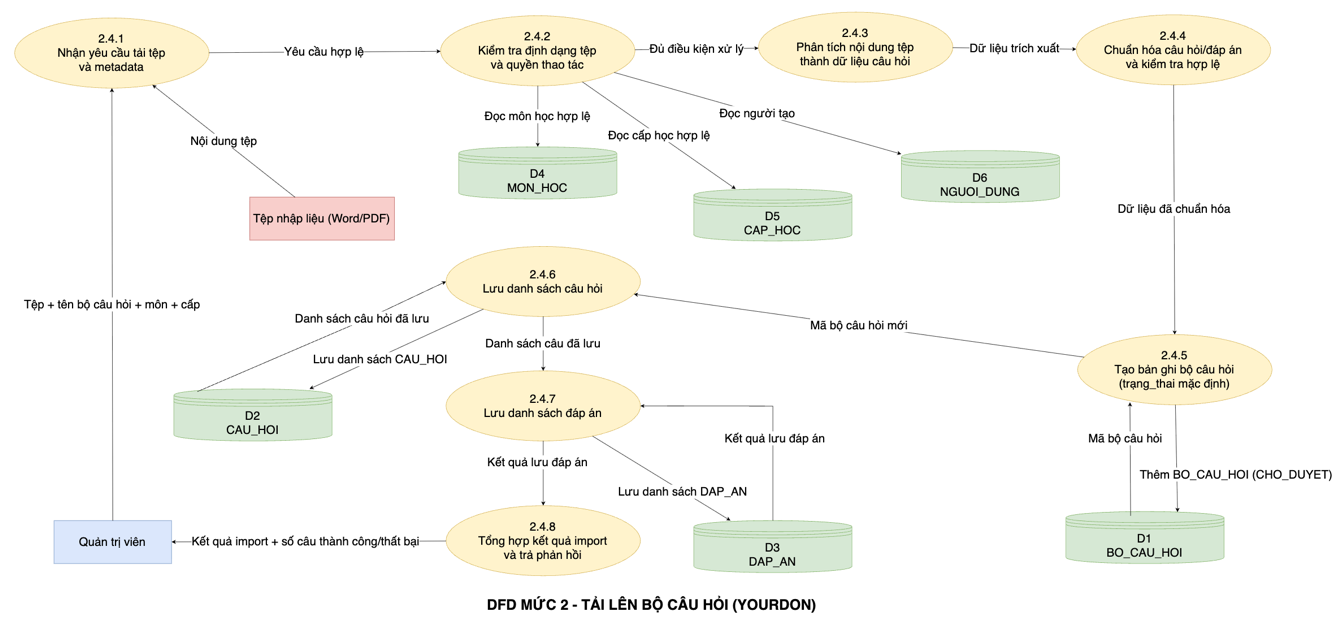 2.4.1
Nhận yêu cầu tải tệp
và metadata
Yêu cầu hợp lệ
2.4.2
Kiểm tra định dạng tệp
và quyền thao tác
Đủ điều kiện xử lý
2.4.3
Phân tích nội dung tệp
thành dữ liệu câu hỏi
Dữ liệu trích xuất
2.4.4
Chuẩn hóa câu hỏi/đáp án
và kiểm tra hợp lệ
Nội dung tệp
Đọc môn học hợp lệ
Đọc cấp học hợp lệ
Đọc người tạo
D4
MON_HOC
D6
NGUOI_DUNG
Tệp nhập liệu (Word/PDF)
D5
CAP_HOC
Dữ liệu đã chuẩn hóa
Tệp + tên bộ câu hỏi + môn + cấp
2.4.6
Lưu danh sách câu hỏi
Danh sách câu hỏi đã lưu
Mã bộ câu hỏi mới
Danh sách câu đã lưu
Lưu danh sách CAU_HOI
2.4.5
Tạo bản ghi bộ câu hỏi
(trạng_thai mặc định)
D2
CAU_HOI
2.4.7
Lưu danh sách đáp án
Kết quả lưu đáp án
Mã bộ câu hỏi
Kết quả lưu đáp án
Thêm BO_CAU_HOI (CHO_DUYET)
Lưu danh sách DAP_AN
2.4.8
Tổng hợp kết quả import
và trả phản hồi
Quản trị viên
Kết quả import + số câu thành công/thất bại
D3
DAP_AN
D1
BO_CAU_HOI
DFD MỨC 2 - TẢI LÊN BỘ CÂU HỎI (YOURDON)